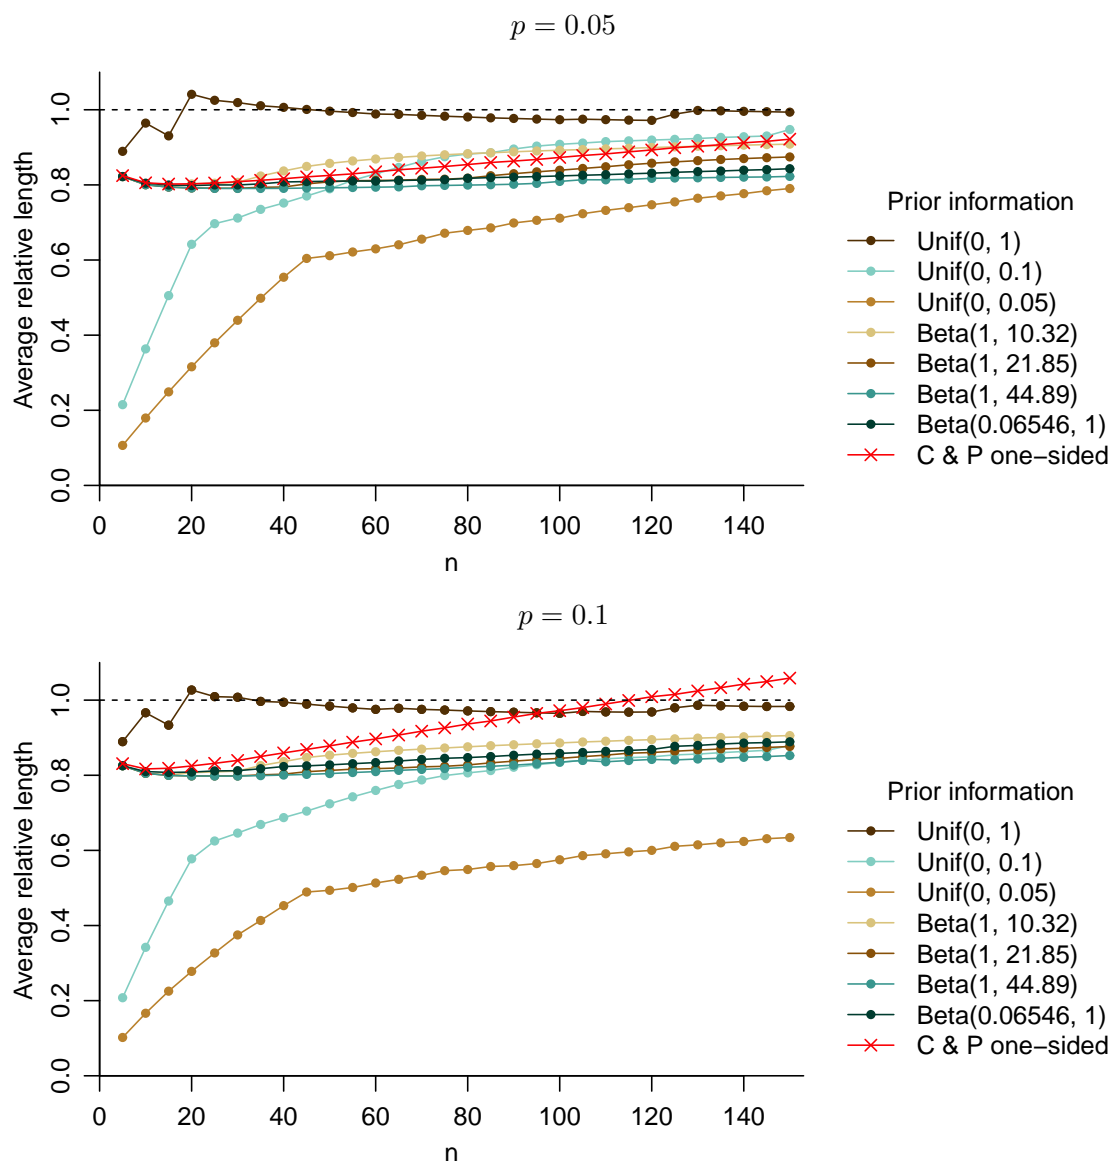 p = 0.05
Average relative length
0.0 0.2 0.4 0.6 0.8 1.0
0 20 40 60 80 100 120 140
n
Prior information
Unif(0, 1)
Unif(0, 0.1)
Unif(0, 0.05)
Beta(1, 10.32)
Beta(1, 21.85)
Beta(1, 44.89)
Beta(0.06546, 1)
C & P one−sided
p = 0.1
Average relative length
0.0 0.2 0.4 0.6 0.8 1.0
0 20 40 60 80 100 120 140
n
Prior information
Unif(0, 1)
Unif(0, 0.1)
Unif(0, 0.05)
Beta(1, 10.32)
Beta(1, 21.85)
Beta(1, 44.89)
Beta(0.06546, 1)
C & P one−sided